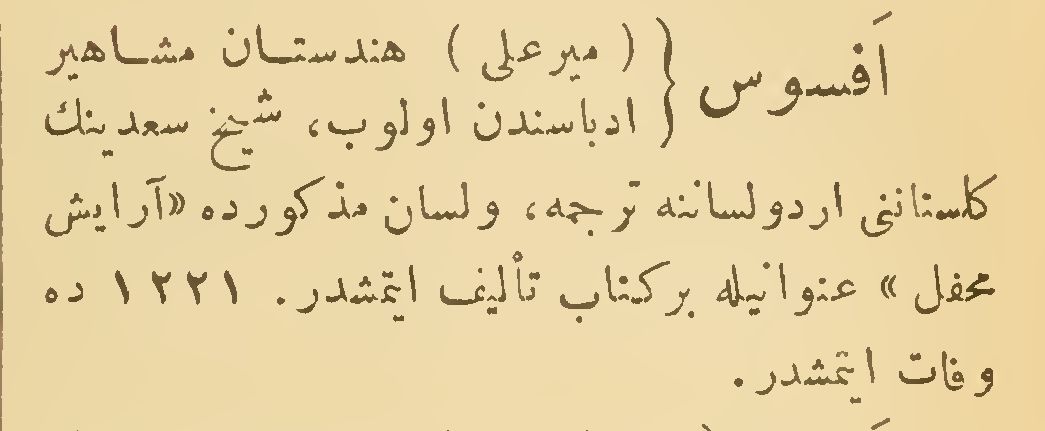 اَفسوس { ( میرعلی ) هندستان مشاهیر
ادباسندن اولوب، شیخ سعدینك
کلستاننی اردولساننه ترجمه، ولسان مذکورده «آرایش
محفل» عنوانیله برکتاب تألیف ایتمشدر. ۱۲۲۱ ده
وفات ایتمشدر.